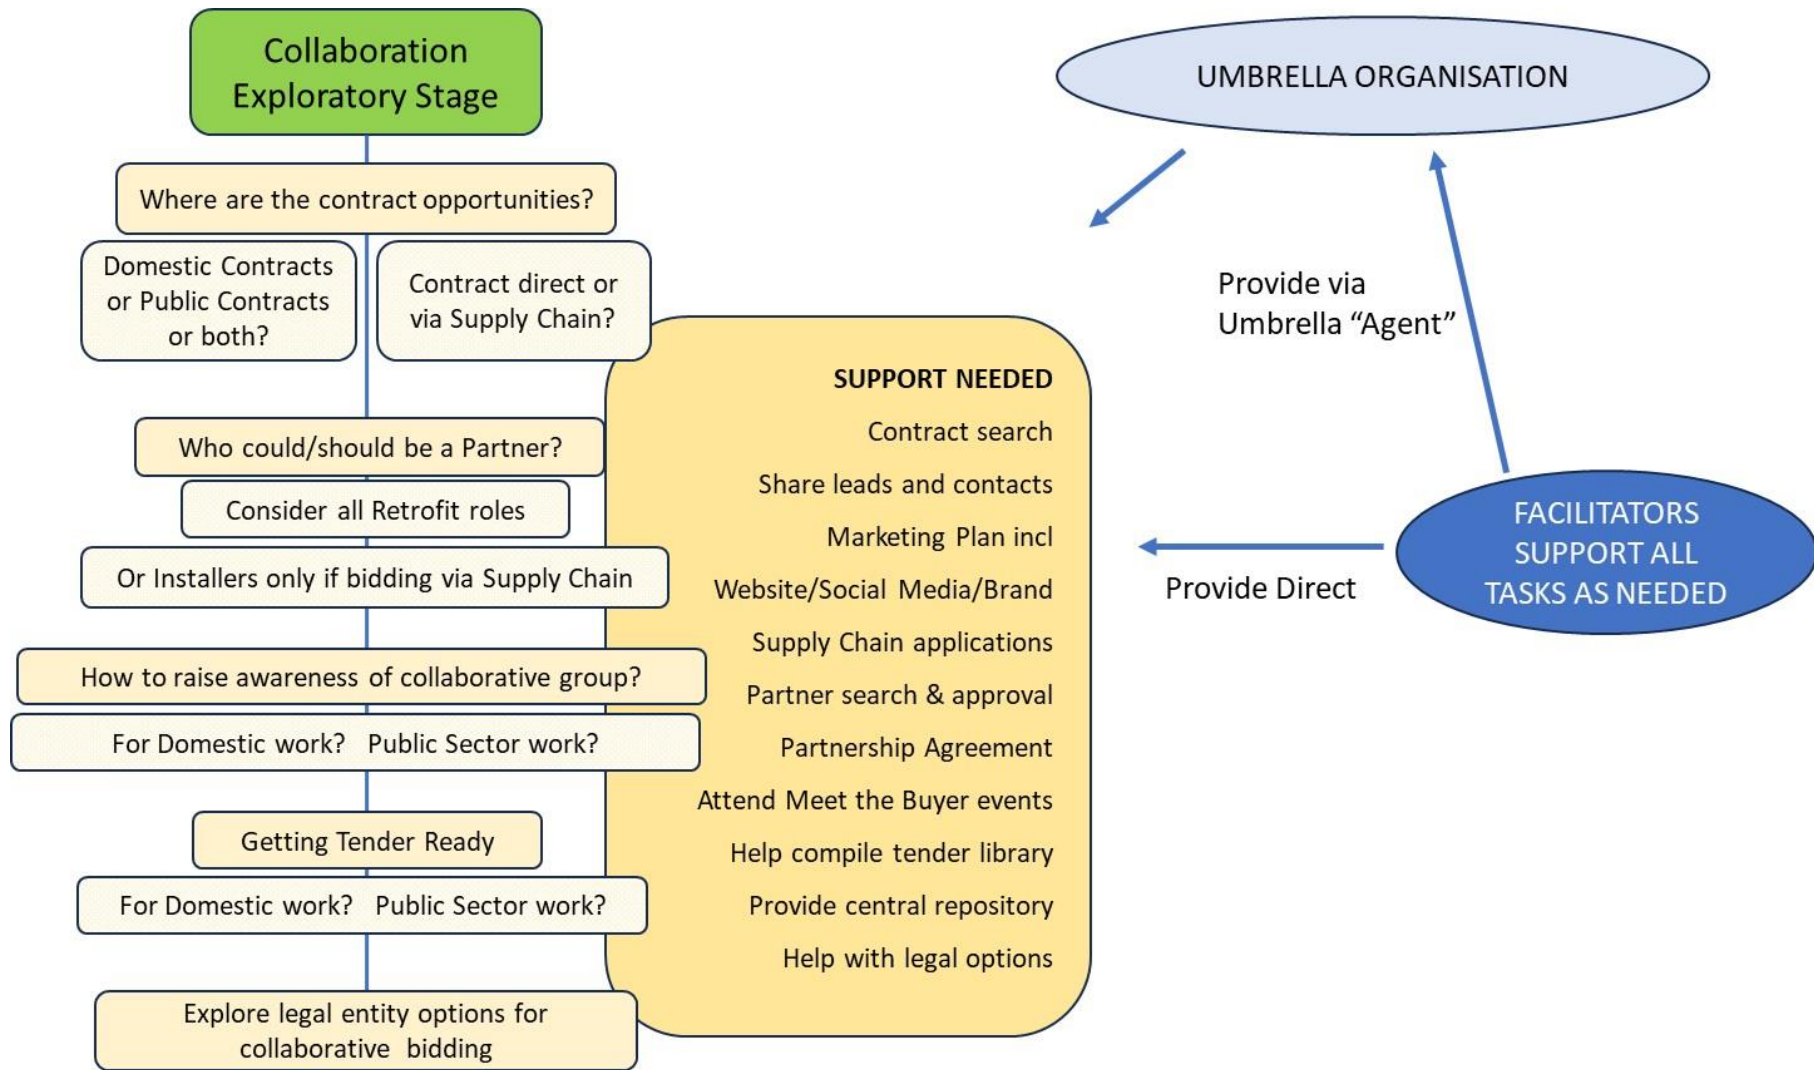 Collaboration
Exploratory Stage
Where are the contract opportunities?
Domestic Contracts
or Public Contracts
or both?
Contract direct or
via Supply Chain?
Who could/should be a Partner?
Consider all Retrofit roles
Or Installers only if bidding via Supply Chain
How to raise awareness of collaborative group?
For Domestic work? Public Sector work?
Getting Tender Ready
For Domestic work? Public Sector work?
Explore legal entity options for
collaborative bidding
SUPPORT NEEDED
Contract search
Share leads and contacts
Marketing Plan incl
Website/Social Media/Brand
Supply Chain applications
Partner search & approval
Partnership Agreement
Attend Meet the Buyer events
Help compile tender library
Provide central repository
Help with legal options
UMBRELLA ORGANISATION
Provide via
Umbrella “Agent”
Provide Direct
FACILITATORS
SUPPORT ALL
TASKS AS NEEDED